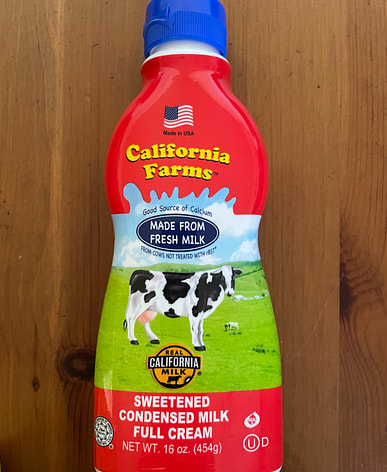 Made in USA
California
Farms™
Good Source of Calcium
MADE FROM
FRESH MILK
FROM COWS NOT TREATED WITH rBST*
REAL
CALIFORNIA
MILK
SWEETENED
CONDENSED MILK
FULL CREAM
NET WT. 16 oz. (454g)
U D